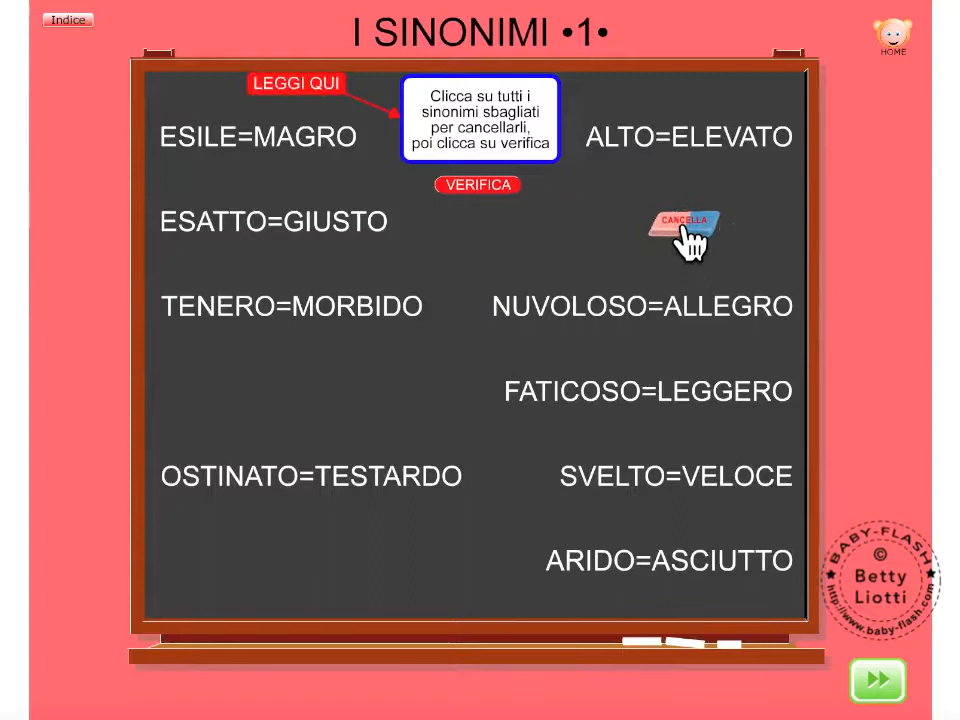 Indice
I SINONIMI •1•
HOME
LEGGI QUI
Clicca su tutti i
sinonimi sbagliati
per cancellarli,
poi clicca su verifica
ESILE=MAGRO
ALTO=ELEVATO
VERIFICA
ESATTO=GIUSTO
CANCELLA
TENERO=MORBIDO
NUVOLOSO=ALLEGRO
FATICOSO=LEGGERO
OSTINATO=TESTARDO
SVELTO=VELOCE
ARIDO=ASCIUTTO
BABY-FLASH
©
Betty
Liotti
http://www.baby-flash.com